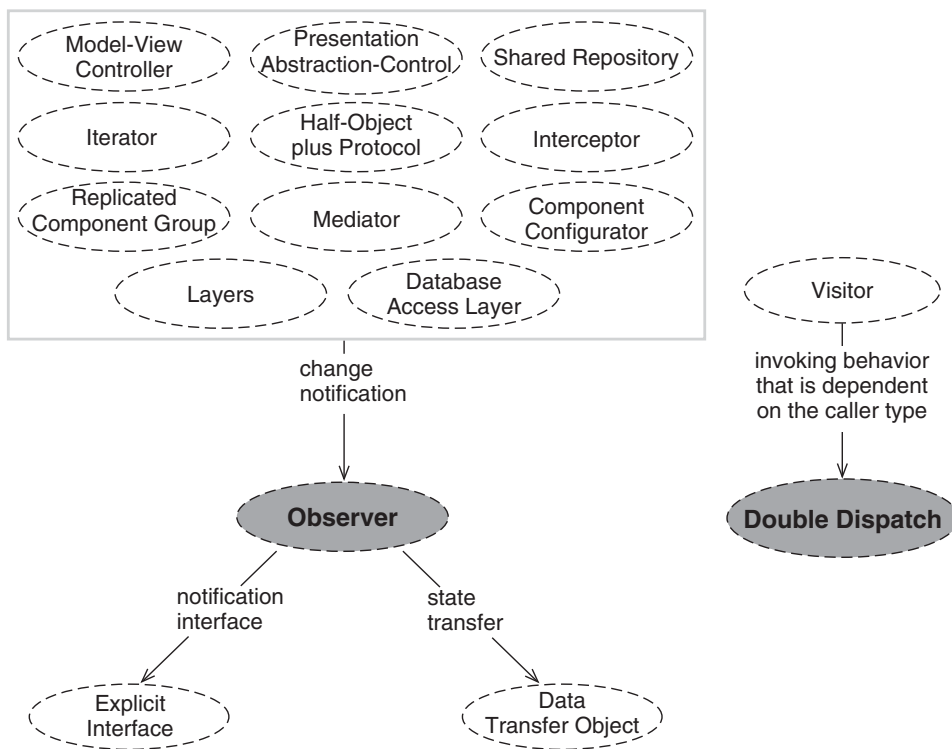 Model-View
Controller
Presentation
Abstraction-Control
Shared Repository
Iterator
Half-Object
plus Protocol
Interceptor
Replicated
Component Group
Mediator
Component
Configurator
Layers
Database
Access Layer
Visitor
change
notification
invoking behavior
that is dependent
on the caller type
Observer
Double Dispatch
notification
interface
state
transfer
Explicit
Interface
Data
Transfer Object